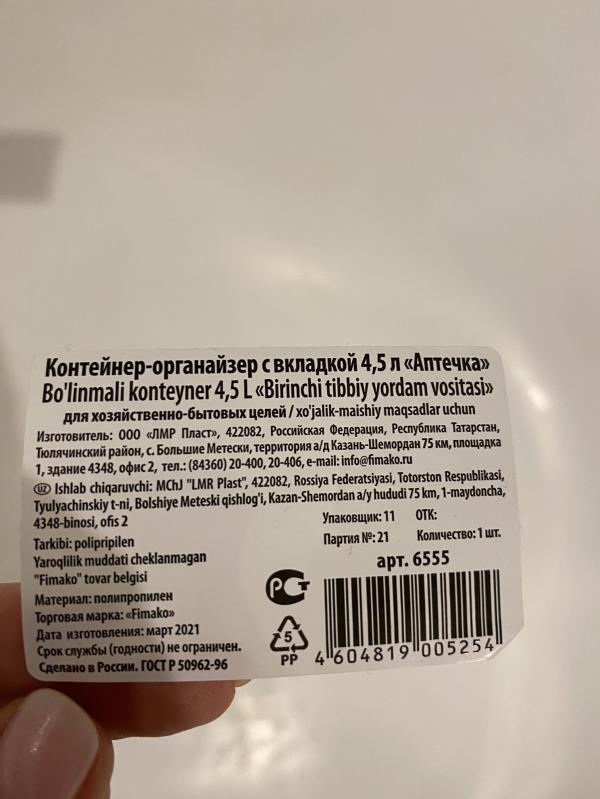 Контейнер-органайзер с вкладкой 4,5 л «Аптечка»
Bo'linmali konteyner 4,5 L «Birinchi tibbiy yordam vositasi»
для хозяйственно-бытовых целей / xo'jalik-maishiy maqsadlar uchun
Изготовитель: ООО «ЛМР Пласт», 422082, Российская Федерация, Республика Татарстан,
Тюлячинский район, с. Большие Метески, территория а/д Казань-Шемордан 75 км, площадка
1, здание 4348, офис 2, тел.: (84360) 20-400, 20-406, e-mail: info@fimako.ru
UZ Ishlab chiqaruvchi: MChJ "LMR Plast", 422082, Rossiya Federatsiyasi, Totorston Respublikasi,
Tyulyachinskiy t-ni, Bolshiye Meteski qishlog'i, Kazan-Shemordan a/y hududi 75 km, 1-maydoncha,
4348-binosi, ofis 2
Упаковщик: 11 ОТК:
Партия №: 21 Количество: 1 шт.
арт. 6555
Tarkibi: polipripilen
Yaroqlilik muddati cheklanmagan
"Fimako" tovar belgisi
Материал: полипропилен
Торговая марка: «Fimako»
Дата изготовления: март 2021
Срок службы (годности) не ограничен.
Сделано в России. ГОСТ Р 50962-96
РСТ
5
PP
4 604819 005254